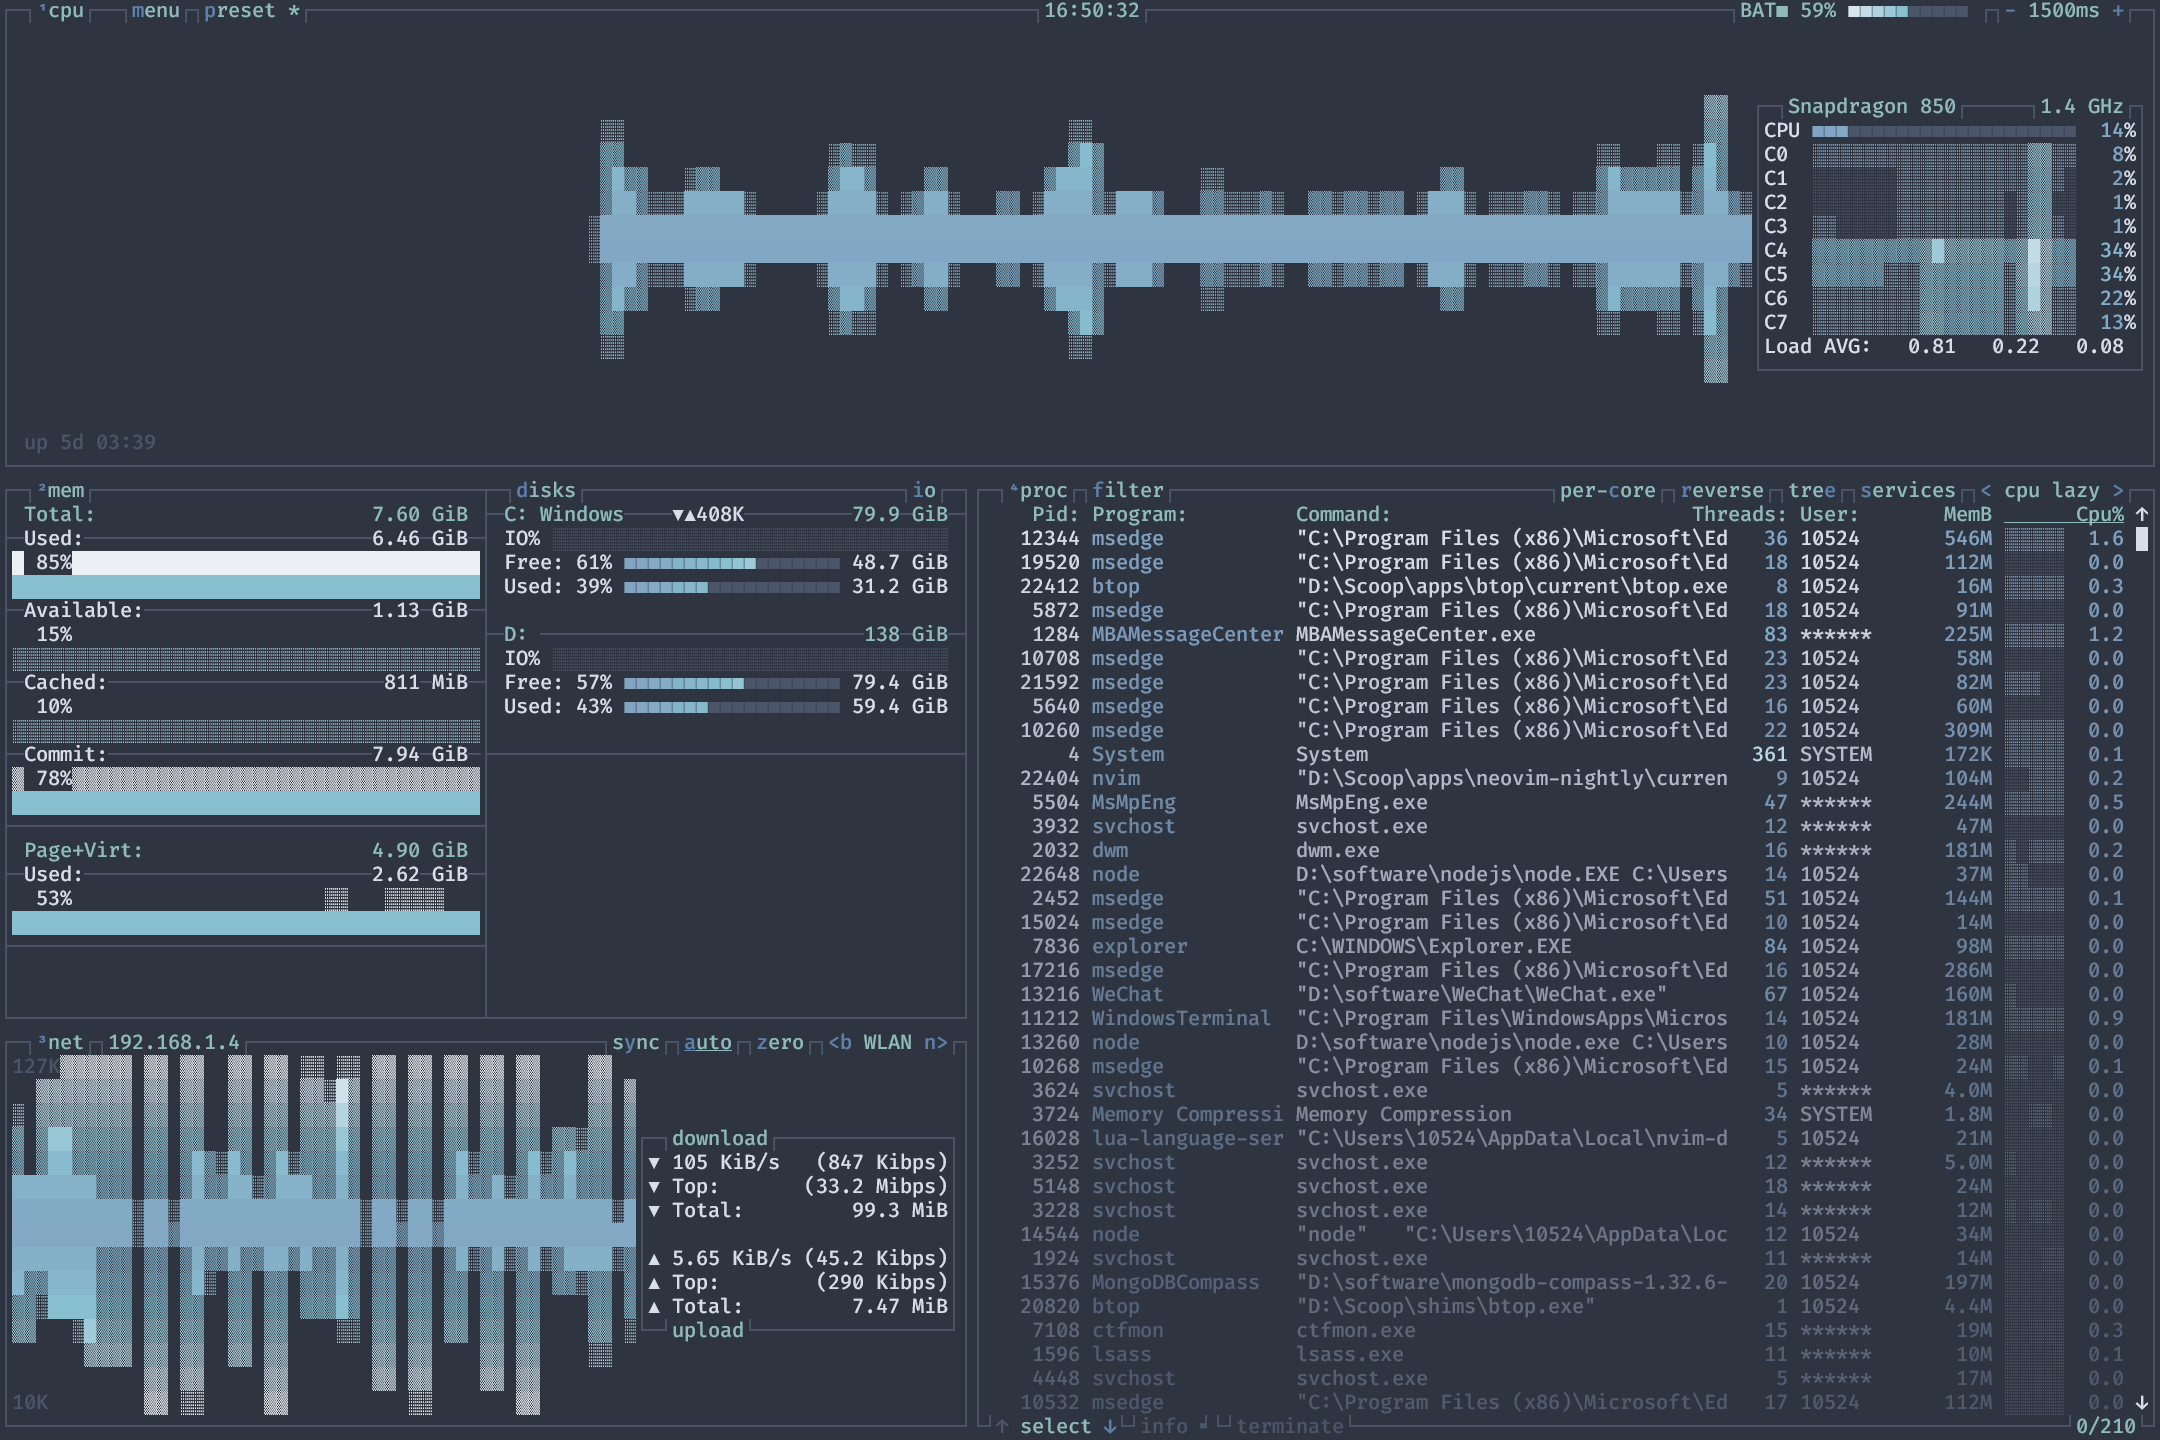 ¹cpu menu preset * 16:50:32 BAT■ 59% - 1500ms +
Snapdragon 850 1.4 GHz
CPU 14%
C0 8%
C1 2%
C2 1%
C3 1%
C4 34%
C5 34%
C6 22%
C7 13%
Load AVG: 0.81 0.22 0.08
up 5d 03:39
²mem
Total: 7.60 GiB
Used: 6.46 GiB
85%
Available: 1.13 GiB
15%
Cached: 811 MiB
10%
Commit: 7.94 GiB
78%
Page+Virt: 4.90 GiB
Used: 2.62 GiB
53%
disks io
C: Windows ▼▲408K 79.9 GiB
IO%
Free: 61% 48.7 GiB
Used: 39% 31.2 GiB
D: 138 GiB
IO%
Free: 57% 79.4 GiB
Used: 43% 59.4 GiB
³net 192.168.1.4 sync auto zero <b WLAN n>
127K
download
▼ 105 KiB/s (847 Kibps)
▼ Top: (33.2 Mibps)
▼ Total: 99.3 MiB
▲ 5.65 KiB/s (45.2 Kibps)
▲ Top: (290 Kibps)
▲ Total: 7.47 MiB
upload
10K
⁴proc filter per-core reverse tree services < cpu lazy >
Pid: Program: Command: Threads: User: MemB Cpu% ↑
12344 msedge "C:\Program Files (x86)\Microsoft\Ed 36 10524 546M 1.6
19520 msedge "C:\Program Files (x86)\Microsoft\Ed 18 10524 112M 0.0
22412 btop "D:\Scoop\apps\btop\current\btop.exe 8 10524 16M 0.3
5872 msedge "C:\Program Files (x86)\Microsoft\Ed 18 10524 91M 0.0
1284 MBAMessageCenter MBAMessageCenter.exe 83 ****** 225M 1.2
10708 msedge "C:\Program Files (x86)\Microsoft\Ed 23 10524 58M 0.0
21592 msedge "C:\Program Files (x86)\Microsoft\Ed 23 10524 82M 0.0
5640 msedge "C:\Program Files (x86)\Microsoft\Ed 16 10524 60M 0.0
10260 msedge "C:\Program Files (x86)\Microsoft\Ed 22 10524 309M 0.0
4 System System 361 SYSTEM 172K 0.1
22404 nvim "D:\Scoop\apps\neovim-nightly\curren 9 10524 104M 0.2
5504 MsMpEng MsMpEng.exe 47 ****** 244M 0.5
3932 svchost svchost.exe 12 ****** 47M 0.0
2032 dwm dwm.exe 16 ****** 181M 0.2
22648 node D:\software\nodejs\node.EXE C:\Users 14 10524 37M 0.0
2452 msedge "C:\Program Files (x86)\Microsoft\Ed 51 10524 144M 0.1
15024 msedge "C:\Program Files (x86)\Microsoft\Ed 10 10524 14M 0.0
7836 explorer C:\WINDOWS\Explorer.EXE 84 10524 98M 0.0
17216 msedge "C:\Program Files (x86)\Microsoft\Ed 16 10524 286M 0.0
13216 WeChat "D:\software\WeChat\WeChat.exe" 67 10524 160M 0.0
11212 WindowsTerminal "C:\Program Files\WindowsApps\Micros 14 10524 181M 0.9
13260 node D:\software\nodejs\node.exe C:\Users 10 10524 28M 0.0
10268 msedge "C:\Program Files (x86)\Microsoft\Ed 15 10524 24M 0.1
3624 svchost svchost.exe 5 ****** 4.0M 0.0
3724 Memory Compressi Memory Compression 34 SYSTEM 1.8M 0.0
16028 lua-language-ser "C:\Users\10524\AppData\Local\nvim-d 5 10524 21M 0.0
3252 svchost svchost.exe 12 ****** 5.0M 0.0
5148 svchost svchost.exe 18 ****** 24M 0.0
3228 svchost svchost.exe 14 ****** 12M 0.0
14544 node "node" "C:\Users\10524\AppData\Loc 12 10524 34M 0.0
1924 svchost svchost.exe 11 ****** 14M 0.0
15376 MongoDBCompass "D:\software\mongodb-compass-1.32.6- 20 10524 197M 0.0
20820 btop "D:\Scoop\shims\btop.exe" 1 10524 4.4M 0.0
7108 ctfmon ctfmon.exe 15 ****** 19M 0.3
1596 lsass lsass.exe 11 ****** 10M 0.1
4448 svchost svchost.exe 5 ****** 17M 0.0
10532 msedge "C:\Program Files (x86)\Microsoft\Ed 17 10524 112M 0.0 ↓
↑ select ↓ info terminate 0/210